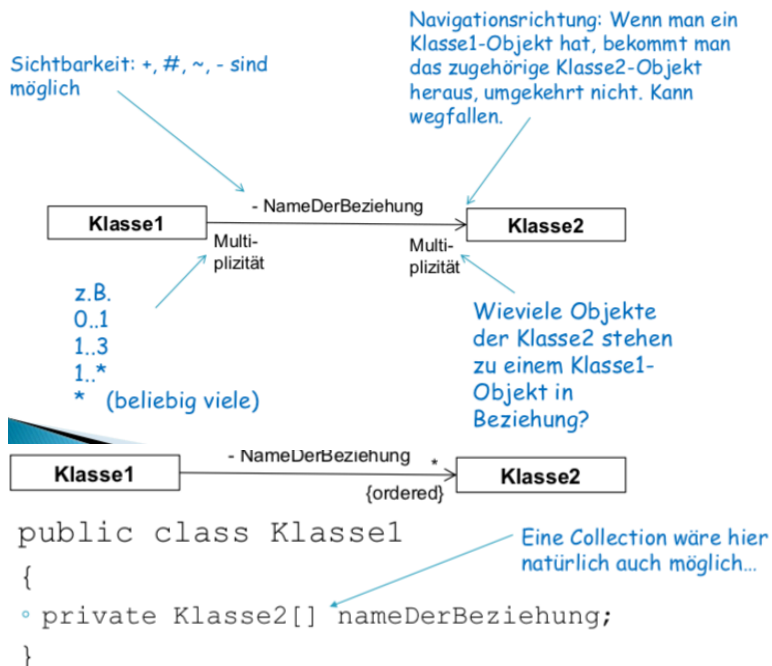 Sichtbarkeit: +, #, ~, - sind
möglich
Navigationsrichtung: Wenn man ein
Klasse1-Objekt hat, bekommt man
das zugehörige Klasse2-Objekt
heraus, umgekehrt nicht. Kann
wegfallen.
- NameDerBeziehung
Klasse1
Klasse2
Multi-
plizität
Multi-
plizität
z.B.
0..1
1..3
1..*
* (beliebig viele)
Wieviele Objekte
der Klasse2 stehen
zu einem Klasse1-
Objekt in
Beziehung?
- NameDerBeziehung
*
Klasse1
Klasse2
{ordered}
public class Klasse1
{
private Klasse2[] nameDerBeziehung;
}
Eine Collection wäre hier
natürlich auch möglich…